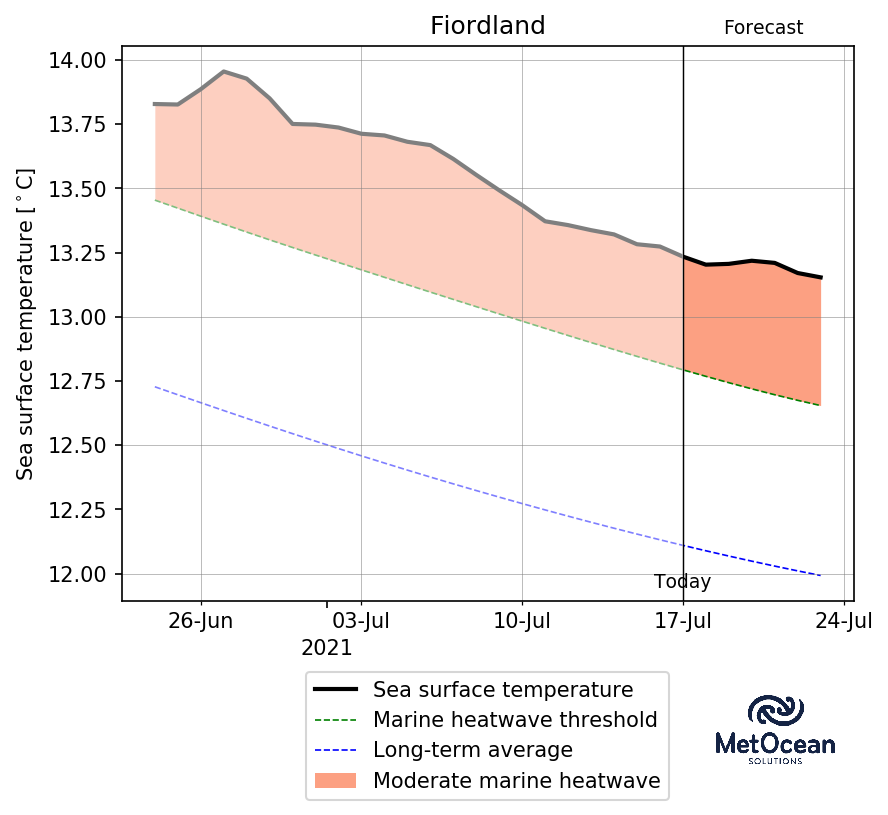 Fiordland
Forecast
Sea surface temperature [°C]
14.00
13.75
13.50
13.25
13.00
12.75
12.50
12.25
12.00
Today
26-Jun
03-Jul
10-Jul
17-Jul
24-Jul
2021
Sea surface temperature
Marine heatwave threshold
Long-term average
Moderate marine heatwave
MetOcean
SOLUTIONS